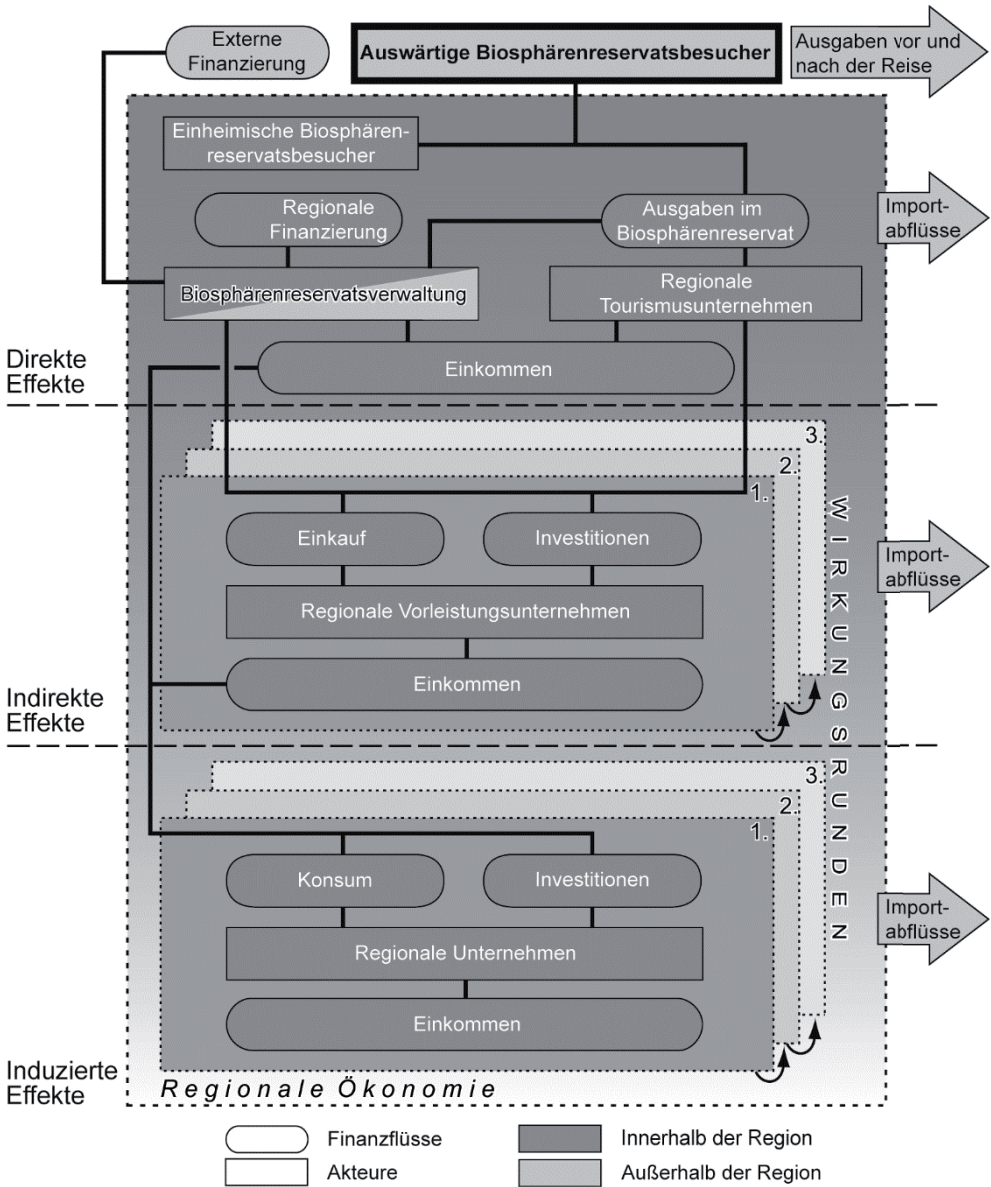 Externe
Finanzierung
Auswärtige Biosphärenreservatsbesucher
Ausgaben vor und
nach der Reise
Einheimische Biosphären-
reservatsbesucher
Regionale
Finanzierung
Ausgaben im
Biosphärenreservat
Import-
abflüsse
Biosphärenreservatsverwaltung
Regionale
Tourismusunternehmen
Einkommen
Direkte
Effekte
3.
2.
1.
Einkauf
Investitionen
Import-
abflüsse
Regionale Vorleistungsunternehmen
Einkommen
Indirekte
Effekte
WIRKUNGSRUNDEN
3.
2.
1.
Konsum
Investitionen
Import-
abflüsse
Regionale Unternehmen
Einkommen
Induzierte
Effekte
Regionale Ökonomie
Finanzflüsse
Innerhalb der Region
Akteure
Außerhalb der Region